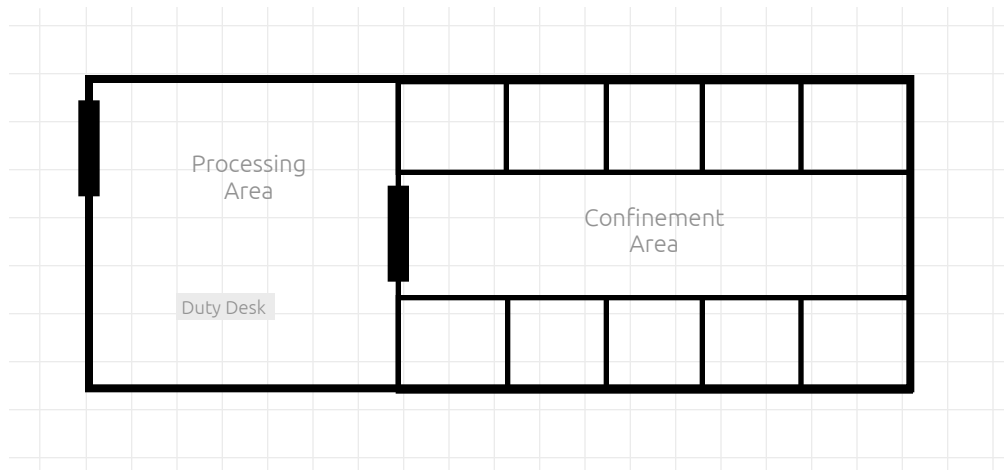 Processing
Area
Confinement
Area
Duty Desk